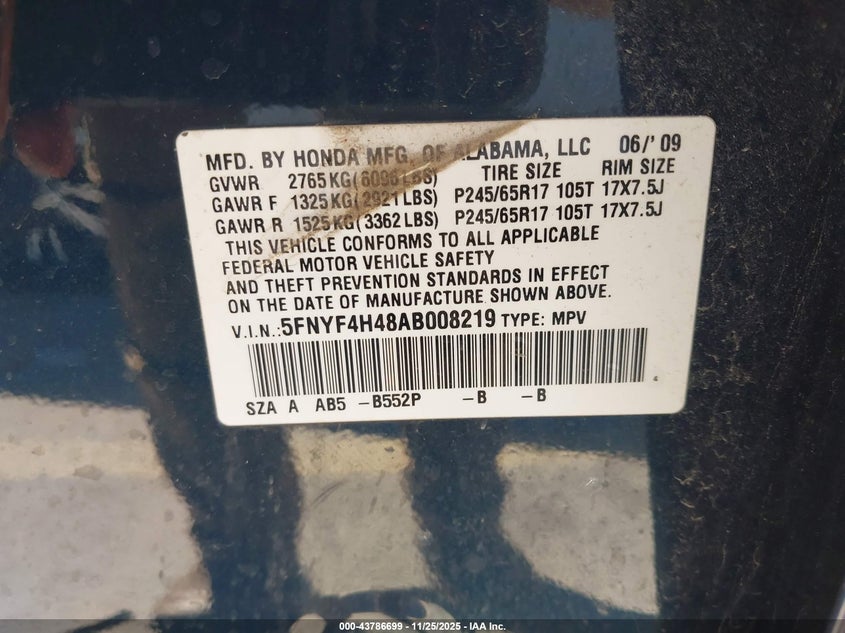 MFD. BY HONDA MFG. OF ALABAMA, LLC 06/'09
GVWR 2765KG(6096LBS) TIRE SIZE RIM SIZE
GAWR F 1325KG(2921LBS) P245/65R17 105T 17X7.5J
GAWR R 1525KG(3362LBS) P245/65R17 105T 17X7.5J
THIS VEHICLE CONFORMS TO ALL APPLICABLE
FEDERAL MOTOR VEHICLE SAFETY
AND THEFT PREVENTION STANDARDS IN EFFECT
ON THE DATE OF MANUFACTURE SHOWN ABOVE.
V.I.N.:5FNYF4H48AB008219 TYPE: MPV
SZA A AB5 -B552P -B -B
000-43786699 - 11/25/2025 - IAA Inc.